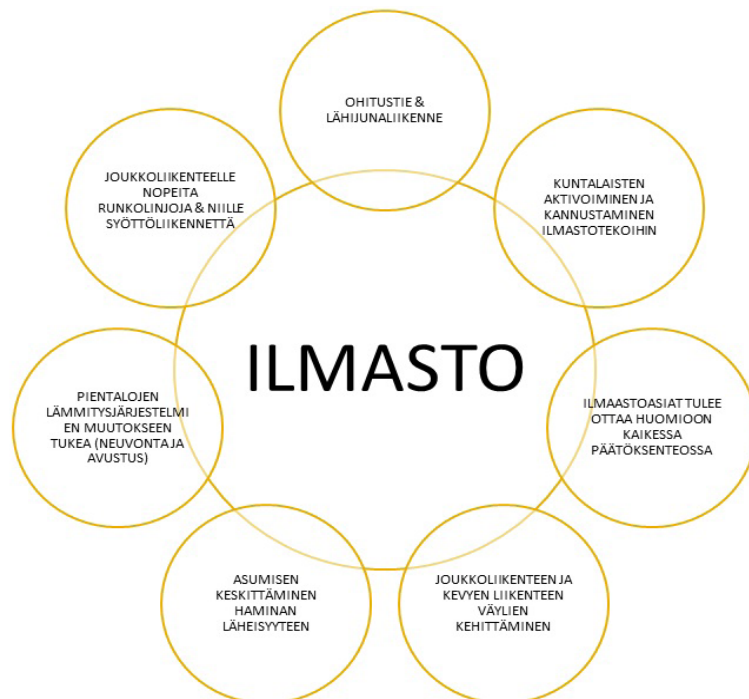 OHITUSTIE &
LÄHIJUNALIIKENNE
KUNTALAISTEN
AKTIVOIMINEN JA
KANNUSTAMINEN
ILMASTOTEKOIHIN
ILMAASTOASIAT TULEE
OTTAA HUOMIOON
KAIKESSA
PÄÄTÖKSENTEOSSA
JOUKKOLIIKENTEEN JA
KEVYEN LIIKENTEEN
VÄYLIEN
KEHITTÄMINEN
ASUMISEN
KESKITTÄMINEN
HAMINAN
LÄHEISYYTEEN
PIENTALOJEN
LÄMMITYSJÄRJESTELMI
EN MUUTOKSEEN
TUKEA (NEUVONTA JA
AVUSTUS)
JOUKKOLIIKENTEELLE
NOPEITA
RUNKOLINJOJA & NIILLE
SYÖTTÖLIIKENNETTÄ
ILMASTO